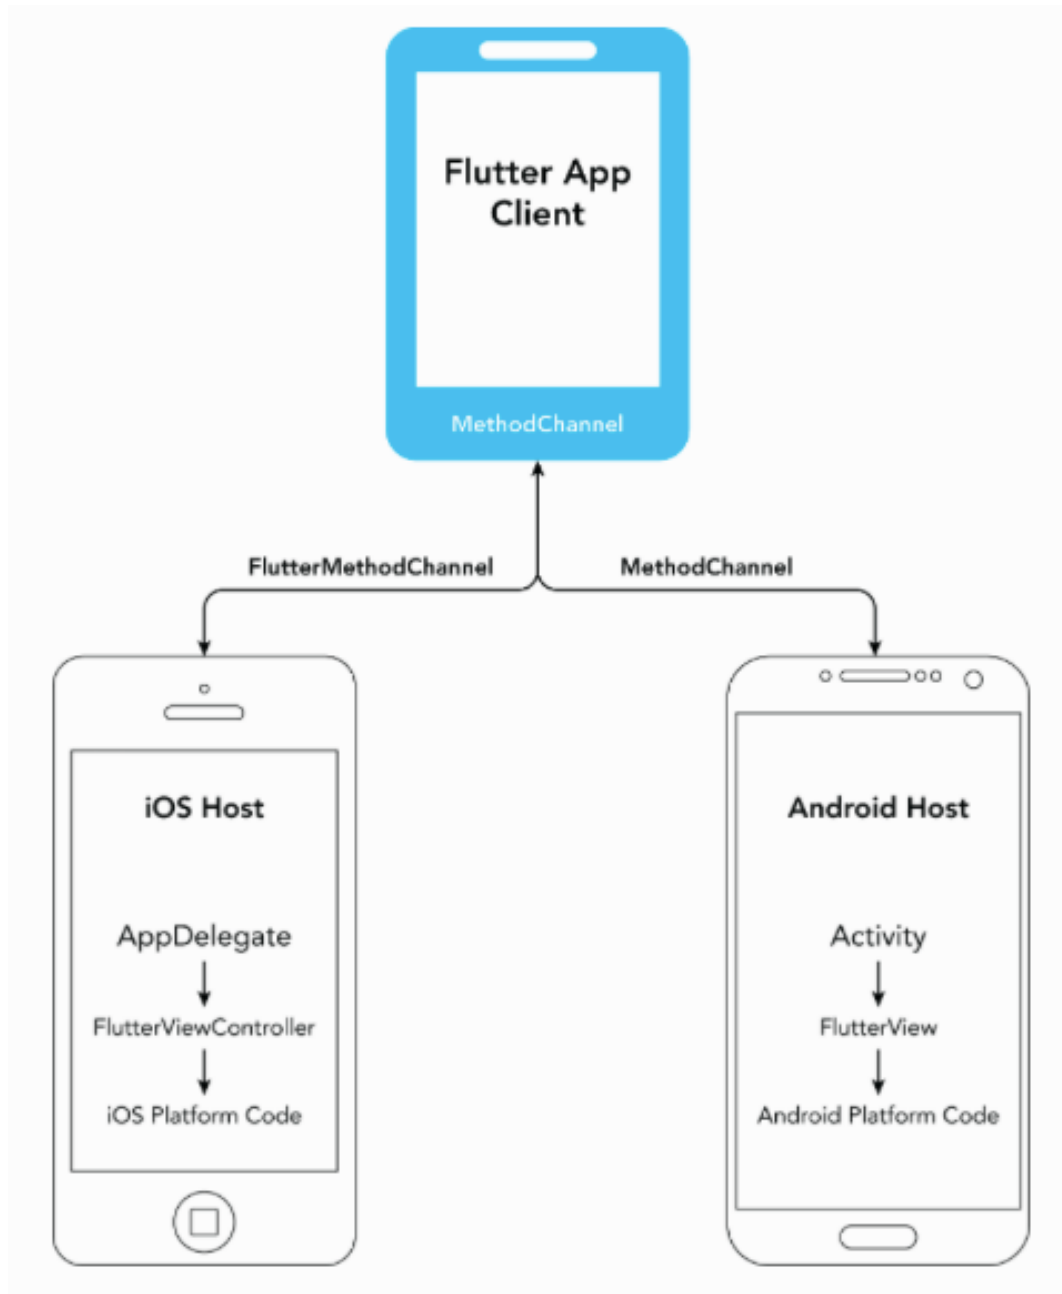 Flutter App
Client
MethodChannel
FlutterMethodChannel
MethodChannel
iOS Host
AppDelegate
FlutterViewController
iOS Platform Code
Android Host
Activity
FlutterView
Android Platform Code